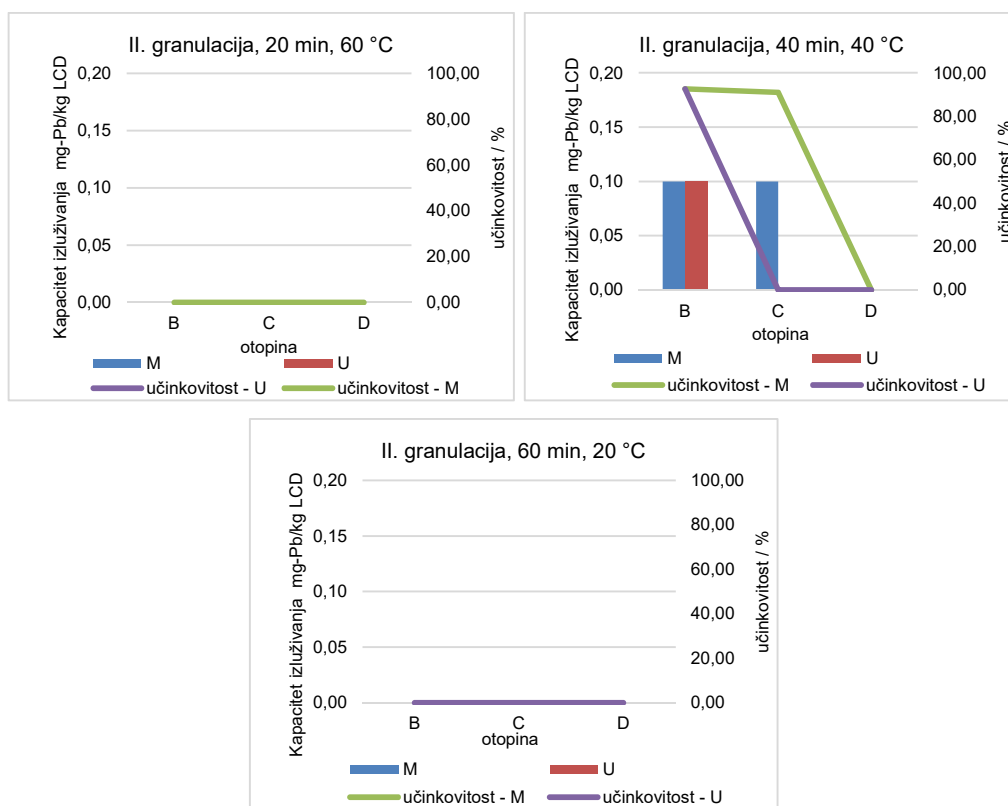 II. granulacija, 20 min, 60 °C
Kapacitet izluživanja mg-Pb/kg LCD
0,20
0,15
0,10
0,05
0,00
100,00
80,00
60,00
40,00
20,00
0,00
učinkovitost / %
B C D
otopina
M U
učinkovitost - U učinkovitost - M
II. granulacija, 40 min, 40 °C
Kapacitet izluživanja mg-Pb/kg LCD
0,20
0,15
0,10
0,05
0,00
100,00
80,00
60,00
40,00
20,00
0,00
učinkovitost / %
B C D
otopina
M U
učinkovitost - M učinkovitost - U
II. granulacija, 60 min, 20 °C
Kapacitet izluživanja mg-Pb/kg LCD
0,20
0,15
0,10
0,05
0,00
100,00
80,00
60,00
40,00
20,00
0,00
učinkovitost / %
B C D
otopina
M U
učinkovitost - M učinkovitost - U